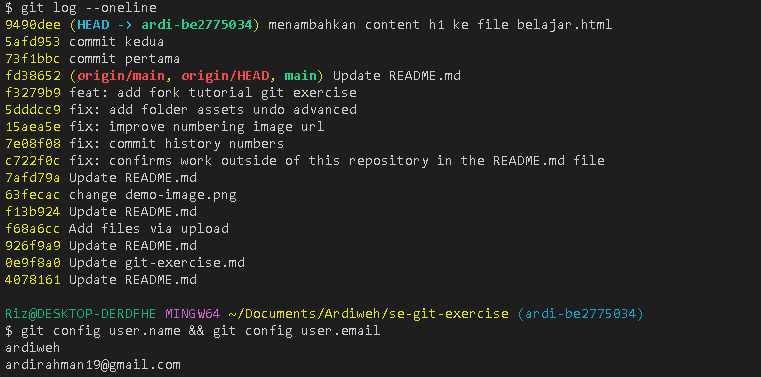 $ git log --oneline
9490dee (HEAD -> ardi-be2775034) menambahkan content h1 ke file belajar.html
5afd953 commit kedua
73f1bbc commit pertama
fd38652 (origin/main, origin/HEAD, main) Update README.md
f3279b9 feat: add fork tutorial git exercise
5dddcc9 fix: add folder assets undo advanced
15aea5e fix: improve numbering image url
7e08f08 fix: commit history numbers
c722f0c fix: confirms work outside of this repository in the README.md file
7afd79a Update README.md
63fecac change demo-image.png
f13b924 Update README.md
f68a6cc Add files via upload
926f9a9 Update README.md
0e9f8a0 Update git-exercise.md
4078161 Update README.md
Riz@DESKTOP-DERDFHE MINGW64 ~/Documents/Ardiweh/se-git-exercise (ardi-be2775034)
$ git config user.name && git config user.email
ardiweh
ardirahman19@gmail.com